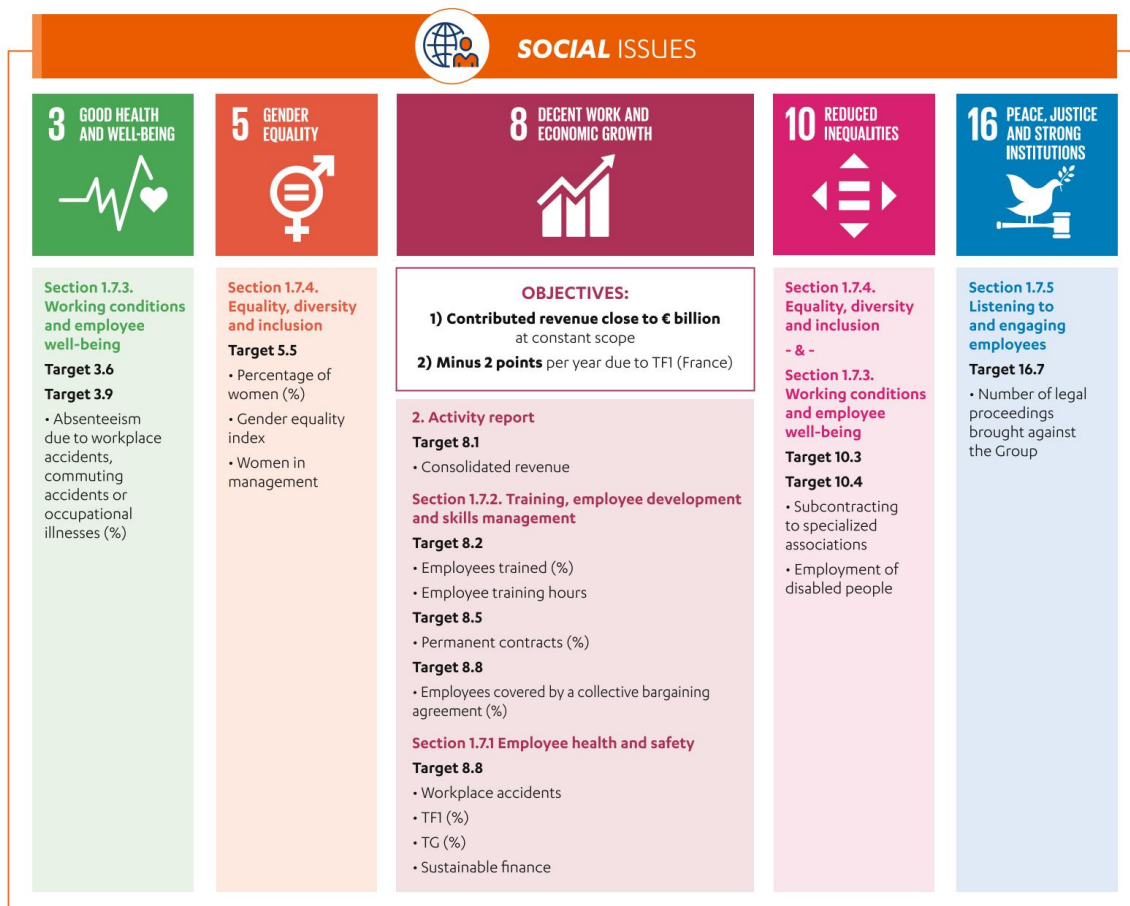 SOCIAL ISSUES
3 GOOD HEALTH
AND WELL-BEING
Section 1.7.3.
Working conditions
and employee
well-being
Target 3.6
Target 3.9
• Absenteeism
due to workplace
accidents,
commuting
accidents or
occupational
illnesses (%)
5 GENDER
EQUALITY
Section 1.7.4.
Equality, diversity
and inclusion
Target 5.5
• Percentage of
women (%)
• Gender equality
index
• Women in
management
8 DECENT WORK AND
ECONOMIC GROWTH
OBJECTIVES:
1) Contributed revenue close to € billion
at constant scope
2) Minus 2 points per year due to TF1 (France)
2. Activity report
Target 8.1
• Consolidated revenue
Section 1.7.2. Training, employee development
and skills management
Target 8.2
• Employees trained (%)
• Employee training hours
Target 8.5
• Permanent contracts (%)
Target 8.8
• Employees covered by a collective bargaining
agreement (%)
Section 1.7.1 Employee health and safety
Target 8.8
• Workplace accidents
• TF1 (%)
• TG (%)
• Sustainable finance
10 REDUCED
INEQUALITIES
Section 1.7.4.
Equality, diversity
and inclusion
- & -
Section 1.7.3.
Working conditions
and employee
well-being
Target 10.3
Target 10.4
• Subcontracting
to specialized
associations
• Employment of
disabled people
16 PEACE, JUSTICE
AND STRONG
INSTITUTIONS
Section 1.7.5
Listening to
and engaging
employees
Target 16.7
• Number of legal
proceedings
brought against
the Group